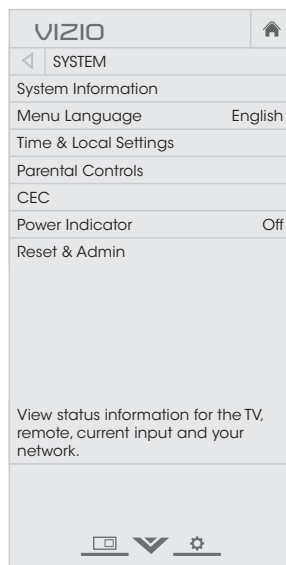 VIZIO
SYSTEM
System Information
Menu Language English
Time & Local Settings
Parental Controls
CEC
Power Indicator Off
Reset & Admin
View status information for the TV,
remote, current input and your
network.